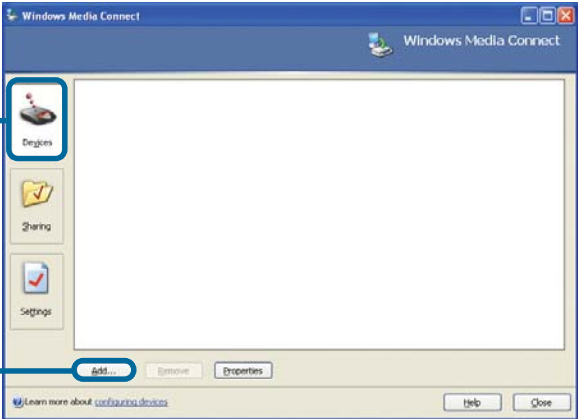 Windows Media Connect
Windows Media Connect
Devices
Sharing
Settings
Add... Remove Properties
Learn more about configuring devices
Help Close